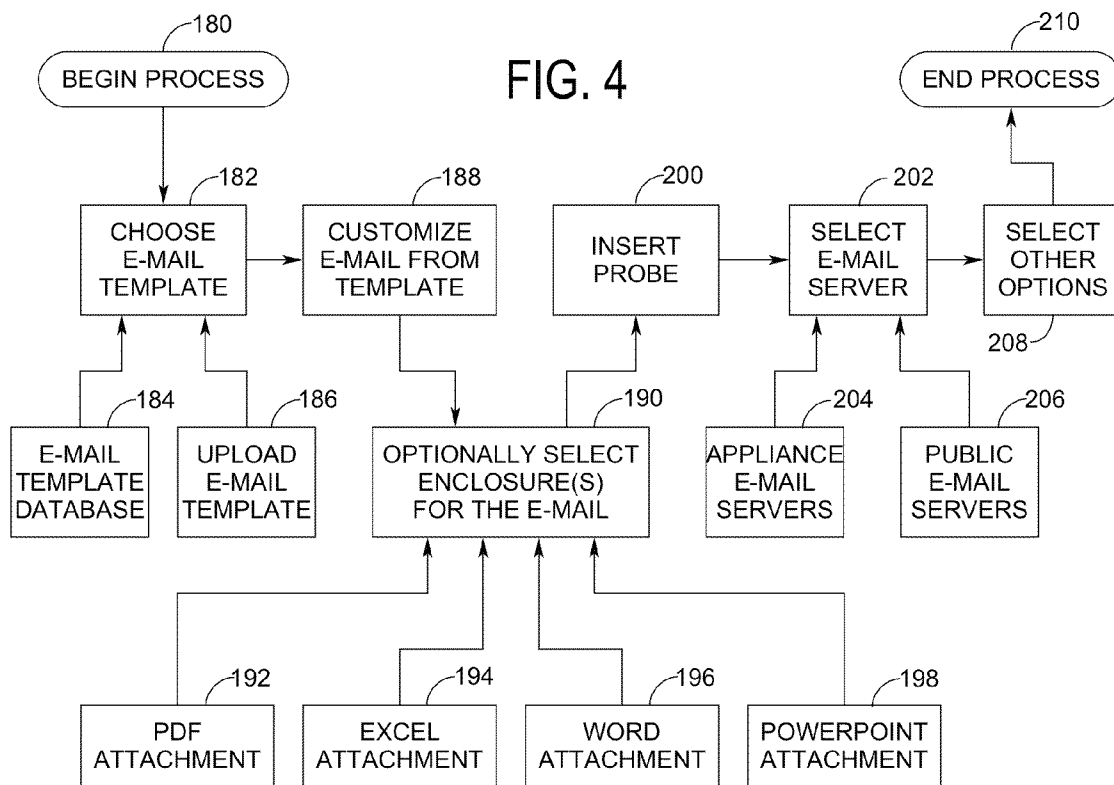 180
BEGIN PROCESS
FIG. 4
210
END PROCESS
182
CHOOSE
E-MAIL
TEMPLATE
188
CUSTOMIZE
E-MAIL FROM
TEMPLATE
200
INSERT
PROBE
202
SELECT
E-MAIL
SERVER
SELECT
OTHER
OPTIONS
208
184
E-MAIL
TEMPLATE
DATABASE
186
UPLOAD
E-MAIL
TEMPLATE
190
OPTIONALLY SELECT
ENCLOSURE(S)
FOR THE E-MAIL
204
APPLIANCE
E-MAIL
SERVERS
206
PUBLIC
E-MAIL
SERVERS
192
PDF
ATTACHMENT
194
EXCEL
ATTACHMENT
196
WORD
ATTACHMENT
198
POWERPOINT
ATTACHMENT